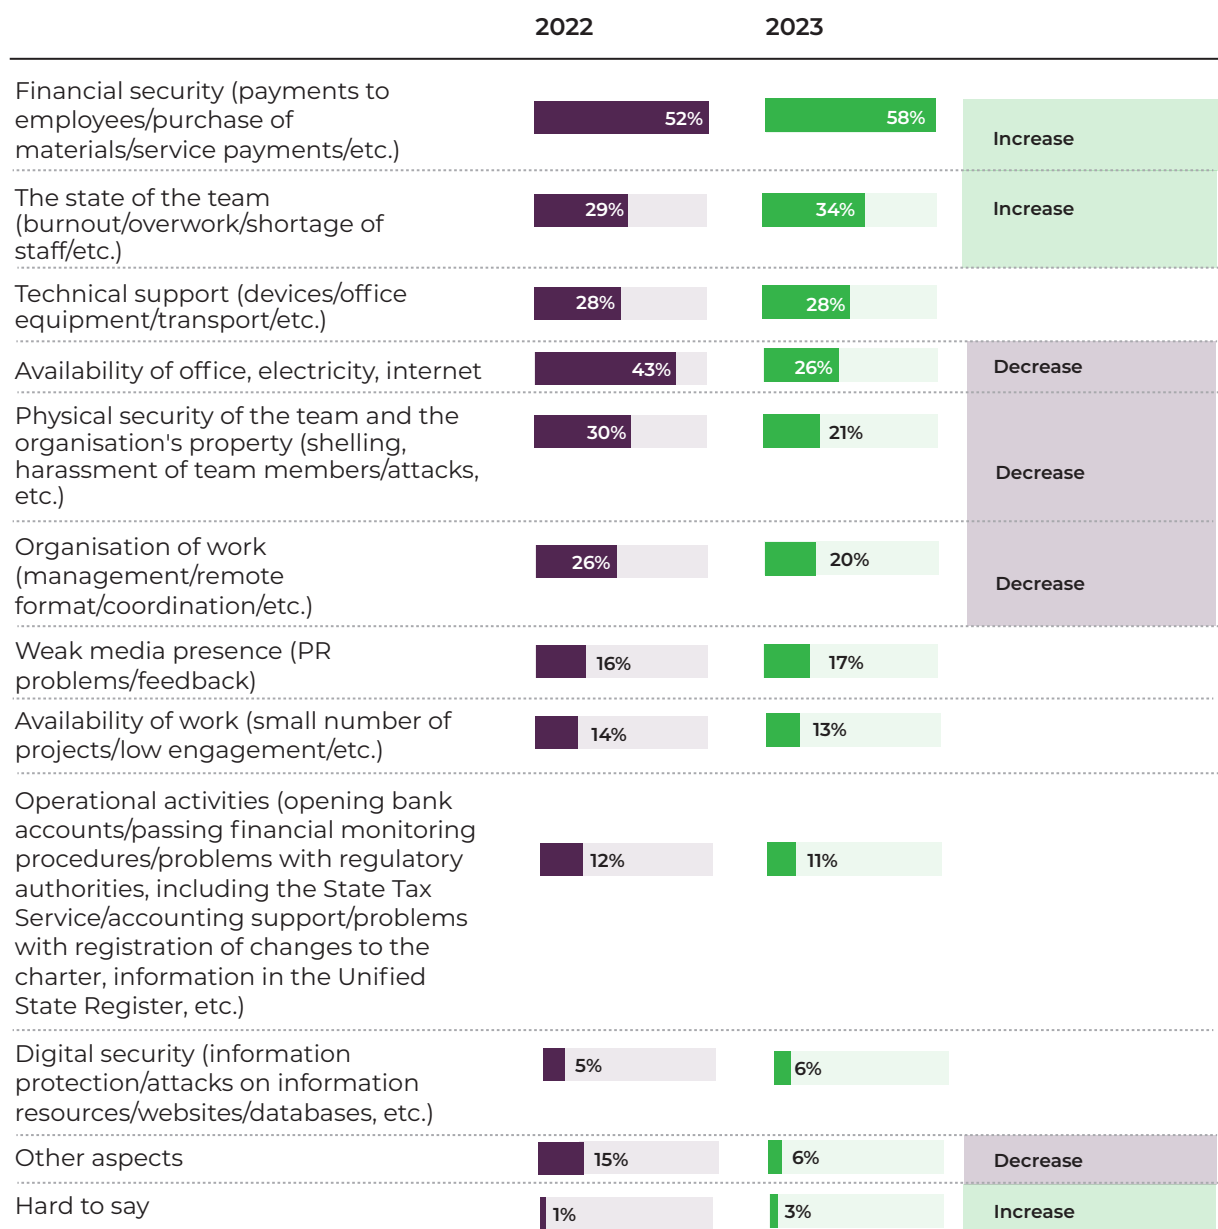 2022 2023
Financial security (payments to
employees/purchase of
materials/service payments/etc.)
52% 58% Increase
The state of the team
(burnout/overwork/shortage of
staff/etc.)
29% 34% Increase
Technical support (devices/office
equipment/transport/etc.)
28% 28%
Availability of office, electricity, internet 43% 26% Decrease
Physical security of the team and the
organisation's property (shelling,
harassment of team members/attacks,
etc.)
30% 21% Decrease
Organisation of work
(management/remote
format/coordination/etc.)
26% 20% Decrease
Weak media presence (PR
problems/feedback)
16% 17%
Availability of work (small number of
projects/low engagement/etc.)
14% 13%
Operational activities (opening bank
accounts/passing financial monitoring
procedures/problems with regulatory
authorities, including the State Tax
Service/accounting support/problems
with registration of changes to the
charter, information in the Unified
State Register, etc.)
12% 11%
Digital security (information
protection/attacks on information
resources/websites/databases, etc.)
5% 6%
Other aspects 15% 6% Decrease
Hard to say 1% 3% Increase